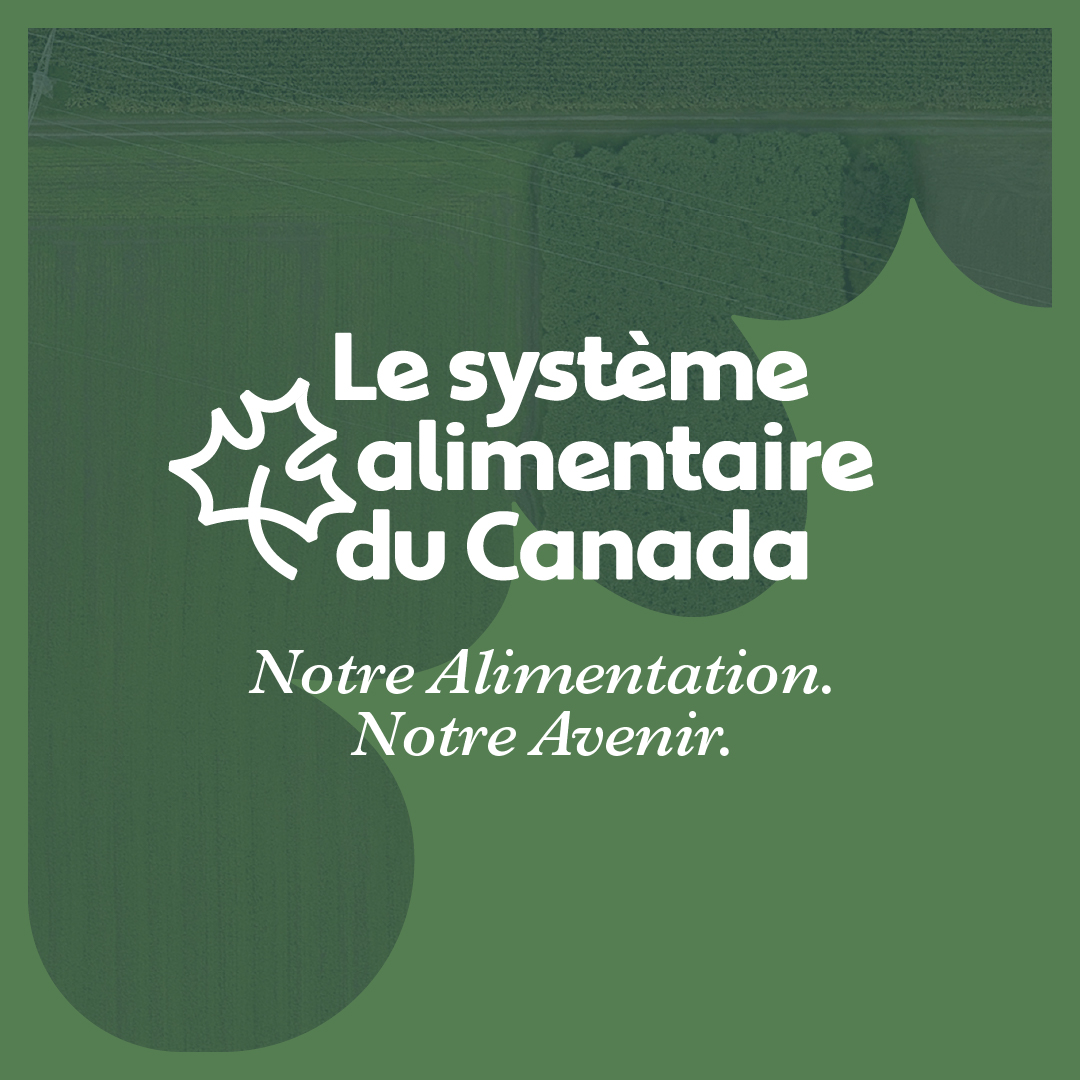 Le système
alimentaire
du Canada
Notre Alimentation.
Notre Avenir.